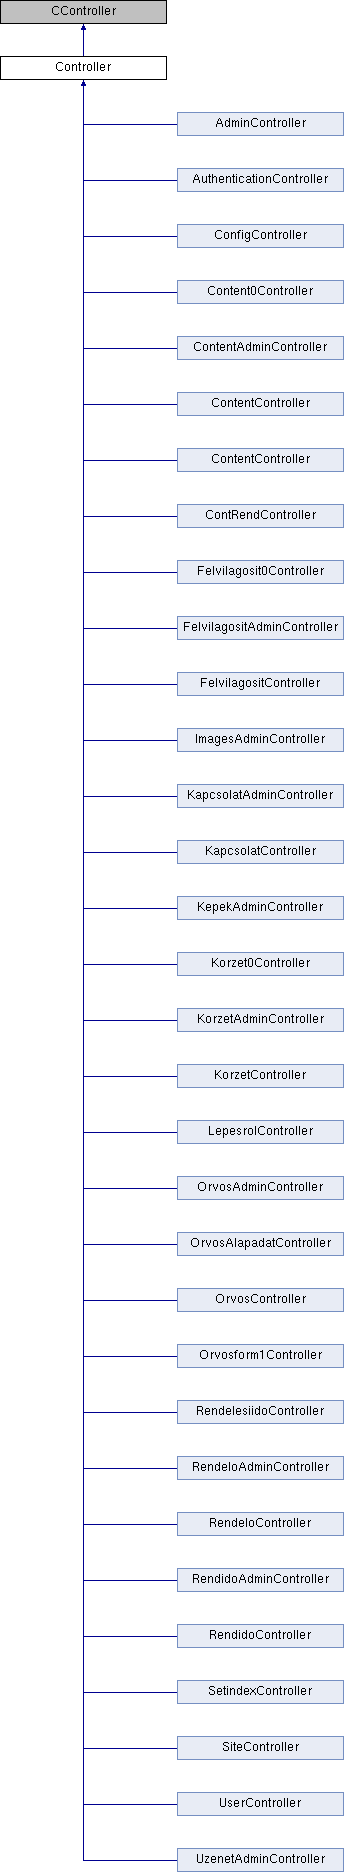 CController
Controller
AdminController
AuthenticationController
ConfigController
Content0Controller
ContentAdminController
ContentController
ContentController
ContRendController
Felvilagosit0Controller
FelvilagositAdminController
FelvilagositController
ImagesAdminController
KapcsolatAdminController
KapcsolatController
KepekAdminController
Korzet0Controller
KorzetAdminController
KorzetController
LepesrolController
OrvosAdminController
OrvosAlapadatController
OrvosController
Orvosform1Controller
RendelesiidoController
RendeloAdminController
RendeloController
RendidoAdminController
RendidoController
SetindexController
SiteController
UserController
UzenetAdminController